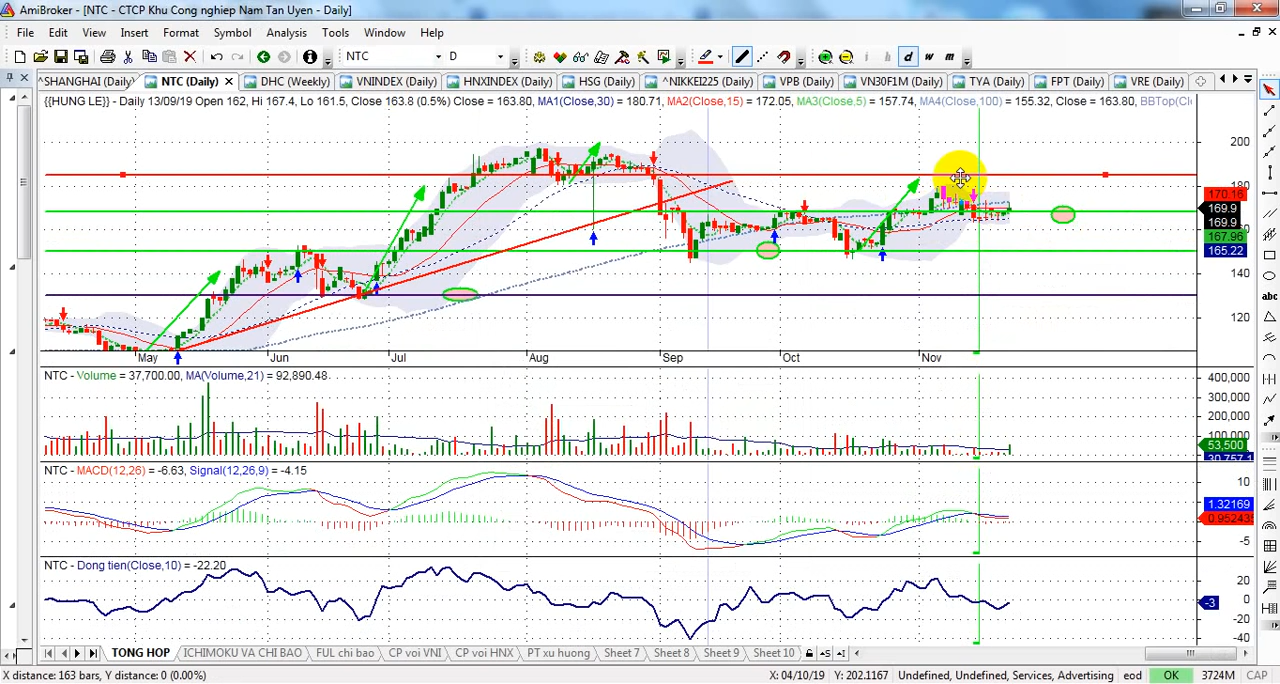 AmiBroker - [NTC - CTCP Khu Cong nghiep Nam Tan Uyen - Daily]
File Edit View Insert Format Symbol Analysis Tools Window Help
NTC D i h d w m
^SHANGHAI (Daily) NTC (Daily) DHC (Weekly) VNINDEX (Daily) HNXINDEX (Daily) HSG (Daily) ^NIKKEI225 (Daily) VPB (Daily) VN30F1M (Daily) TYA (Daily) FPT (Daily) VRE (Daily)
{{HUNG LE}} - Daily 13/09/19 Open 162, Hi 167.4, Lo 161.5, Close 163.8 (0.5%) Close = 163.80, MA1(Close,30) = 180.71, MA2(Close,15) = 172.05, MA3(Close,5) = 157.74, MA4(Close,100) = 155.32, Close = 163.80, BBTop(Cl
200
180
170.16
169.9
169.9
167.96
165.22
160
140
120
May Jun Jul Aug Sep Oct Nov
NTC - Volume = 37,700.00, MA(Volume,21) = 92,890.48
400,000
300,000
200,000
100,000
53,500
30,757.1
NTC - MACD(12,26) = -6.63, Signal(12,26,9) = -4.15
10
1.32169
0.952435
-5
NTC - Dong tien(Close,10) = -22.20
20
0
-3
-20
-40
TONG HOP ICHIMOKU VA CHI BAO FUL chi bao CP voi VNI CP voi HNX PT xu huong Sheet 7 Sheet 8 Sheet 9 Sheet 10
X distance: 163 bars, Y distance: 0 (0.00%) X: 04/10/19 Y: 202.1167 Undefined, Undefined, Services, Advertising eod OK 3724M CAP
abc